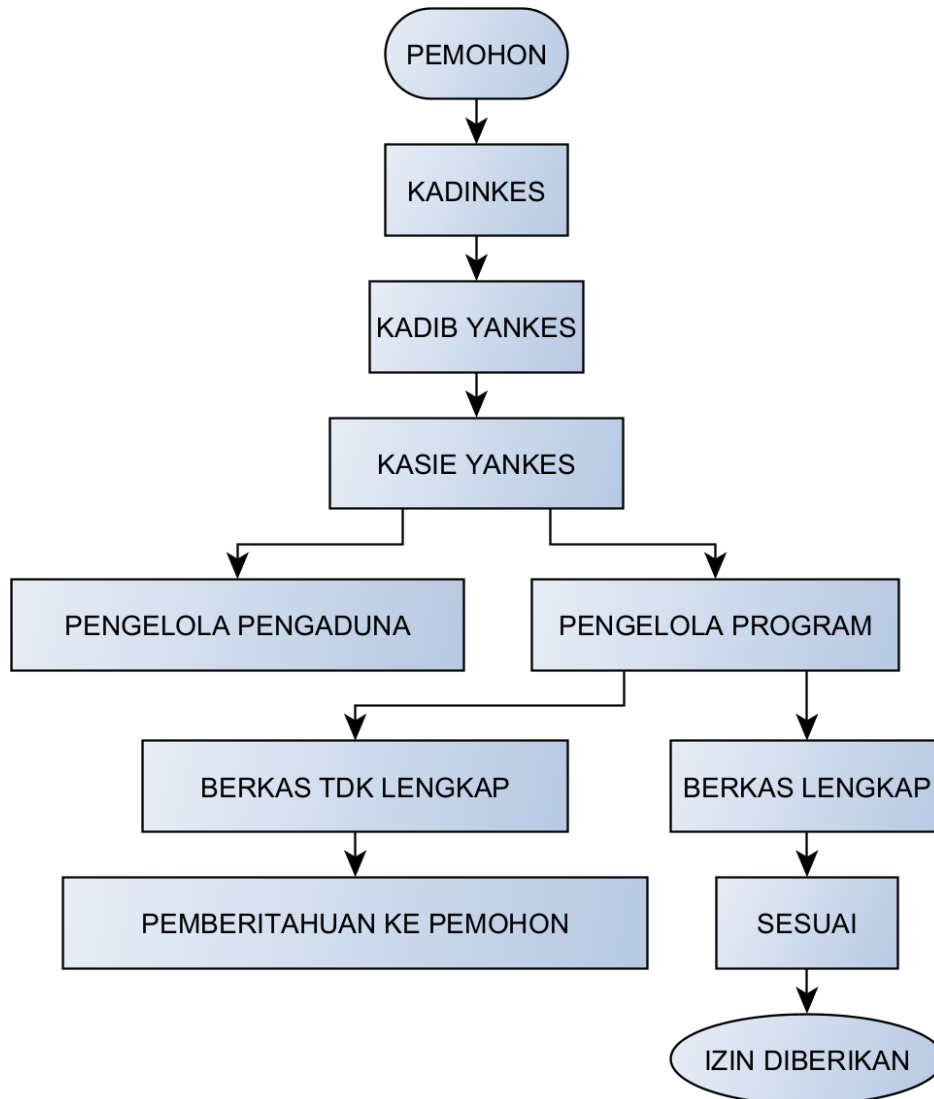 PEMOHON
KADINKES
KADIB YANKES
KASIE YANKES
PENGELOLA PENGADUNA
PENGELOLA PROGRAM
BERKAS TDK LENGKAP
BERKAS LENGKAP
PEMBERITAHUAN KE PEMOHON
SESUAI
IZIN DIBERIKAN